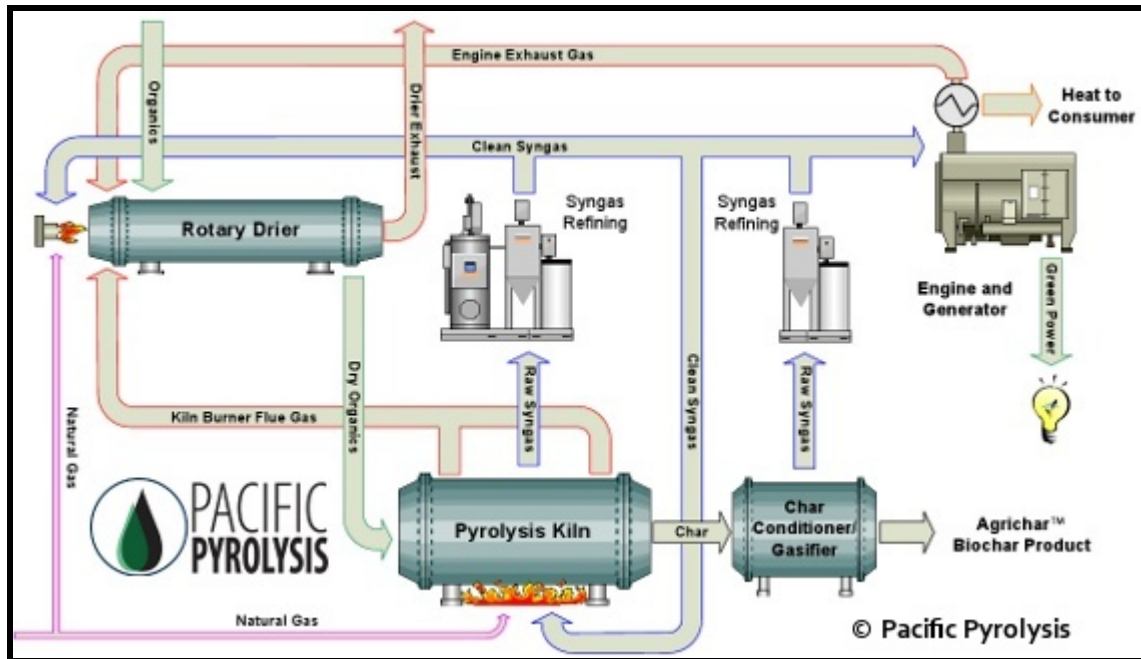 Engine Exhaust Gas
Organics
Drier Exhaust
Heat to
Consumer
Clean Syngas
Syngas
Refining
Syngas
Refining
Rotary Drier
Engine and
Generator
Green Power
Dry Organics
Raw Syngas
Clean Syngas
Raw Syngas
Kiln Burner Flue Gas
Natural Gas
PACIFIC
PYROLYSIS
Pyrolysis Kiln
Char
Char
Conditioner/
Gasifier
Agrichar™
Biochar Product
Natural Gas
© Pacific Pyrolysis